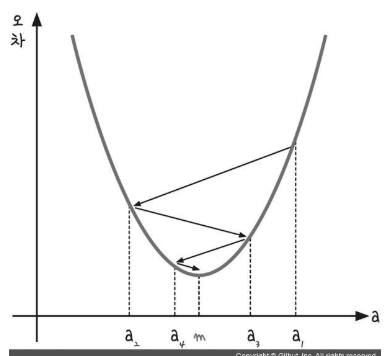 오
차
a
a₂ a₄ m a₃ a₁
Copyright © Gilbut, Inc. All rights reserved.